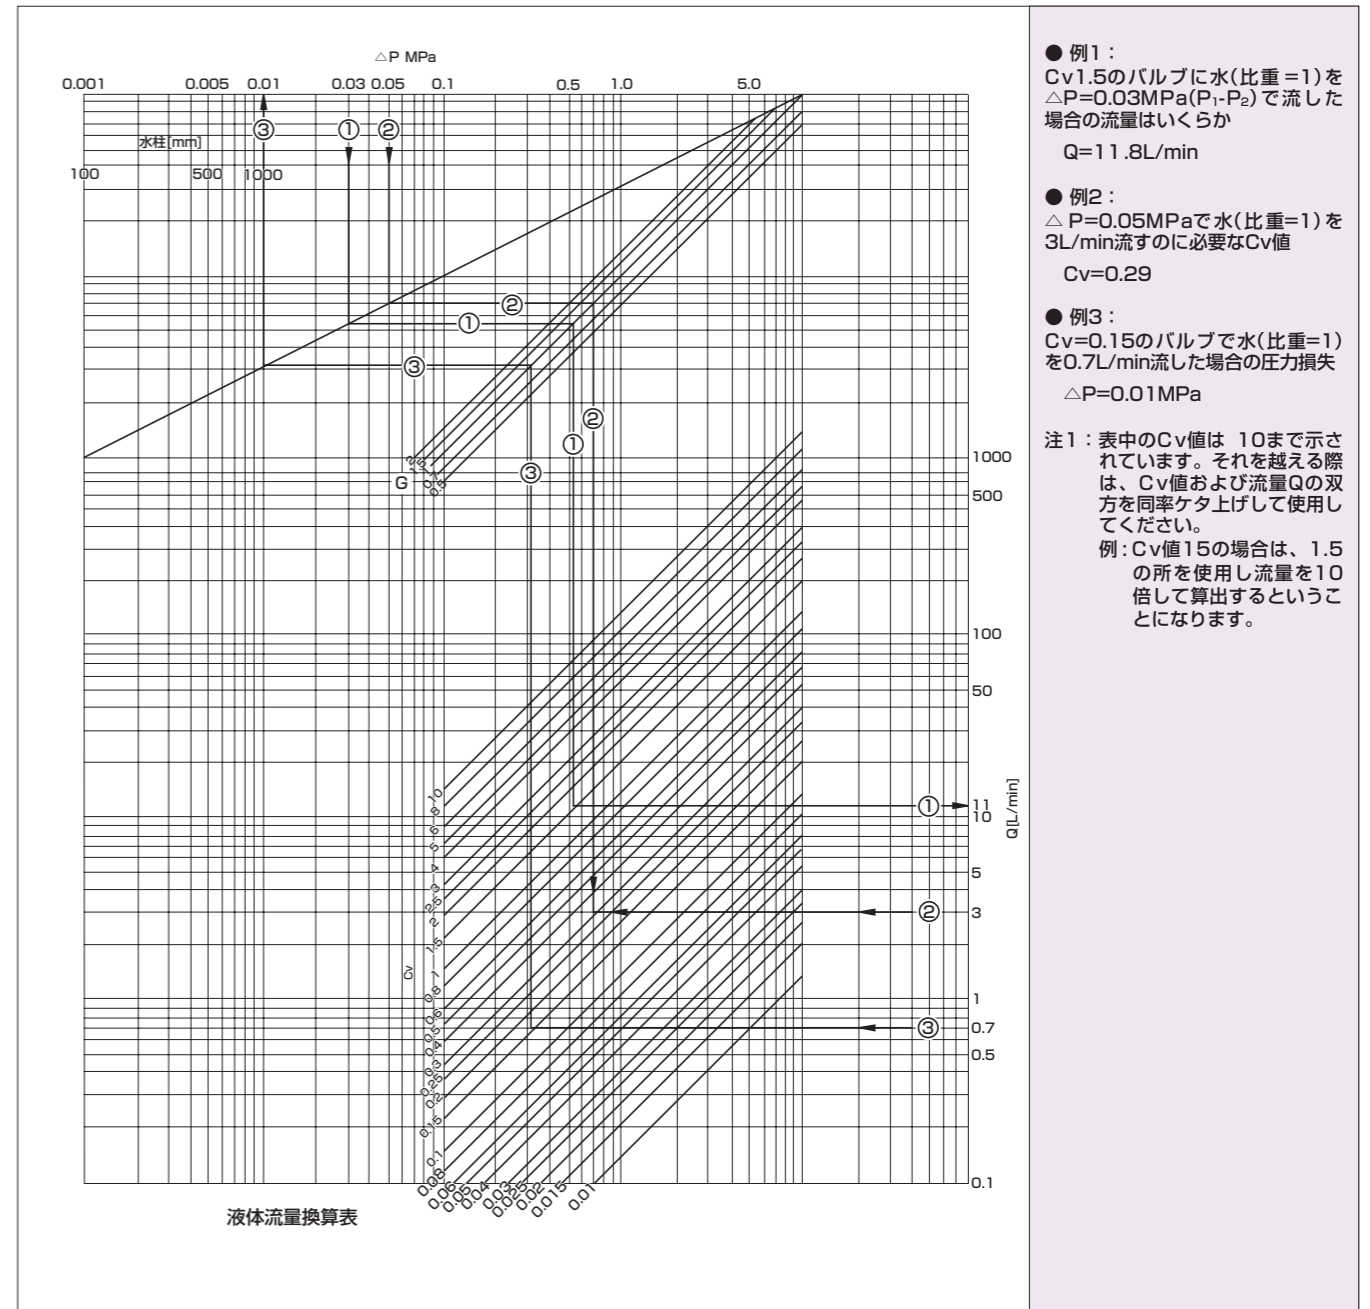 △P MPa
0.001 0.005 0.01 0.03 0.05 0.1 0.5 1.0 5.0
③ ① ②
水柱[mm]
100 500 1000
②
①
③
②
①
③
2
1.5
1
0.7
0.5
G
1000
500
100
50
11
10
5
3
1
0.7
0.5
0.1
Q[L/min]
①
②
③
10
8
6
5
4
3
2.5
2
1.5
1
0.8
0.6
0.5
0.4
0.3
0.25
0.2
0.15
0.1
0.08
0.06
0.05
0.04
0.03
0.025
0.02
0.015
0.01
Cv
液体流量換算表
● 例1：
Cv1.5のバルブに水(比重=1)を
△P=0.03MPa(P₁-P₂)で流した
場合の流量はいくらか
Q=11.8L/min
● 例2：
△P=0.05MPaで水(比重=1)を
3L/min流すのに必要なCv値
Cv=0.29
● 例3：
Cv=0.15のバルブで水(比重=1)
を0.7L/min流した場合の圧力損失
△P=0.01MPa
注1：表中のCv値は 10まで示さ
れています。それを越える際
は、Cv値および流量Qの双
方を同率ケタ上げして使用し
てください。
例：Cv値15の場合は、1.5
の所を使用し流量を10
倍して算出するというこ
とになります。